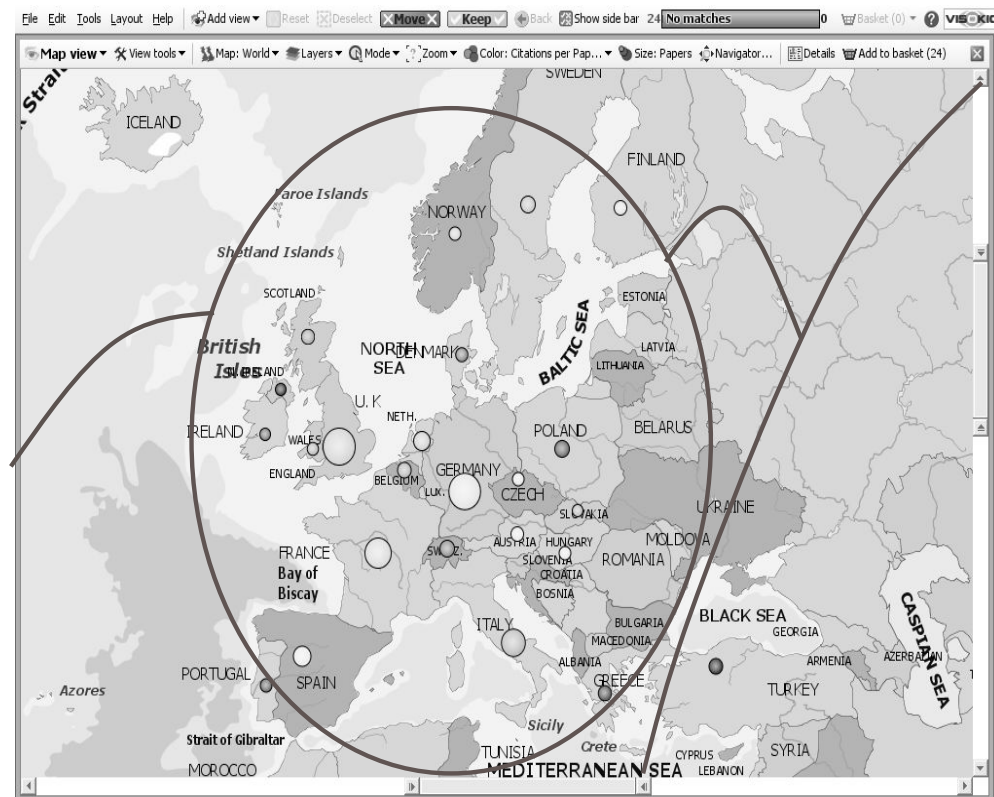 File Edit Tools Layout Help Add view Reset Deselect Move Keep Back Show side bar 24 No matches 0 Basket (0) ?
Map view View tools Map: World Layers Mode Zoom Color: Citations per Pap... Size: Papers Navigator... Details Add to basket (24)
SWEDEN
ICELAND
FINLAND
Faroe Islands
NORWAY
Shetland Islands
SCOTLAND
ESTONIA
BALTIC SEA
British
Isles
NORTH
SEA
DENMARK
LATVIA
LITHUANIA
U. K
NETH.
IRELAND
WALES
POLAND
BELARUS
ENGLAND
BELGIUM
GERMANY
LUX.
CZECH
UKRAINE
SLOVAKIA
FRANCE
AUSTRIA
HUNGARY
MOLDOVA
SLOVENIA
ROMANIA
CROATIA
Bay of
Biscay
BOSNIA
CASPIAN SEA
BLACK SEA
ITALY
BULGARIA
GEORGIA
MACEDONIA
ALBANIA
ARMENIA
AZERBAIJAN
PORTUGAL
SPAIN
GREECE
TURKEY
Azores
Sicily
Strait of Gibraltar
Crete
TUNISIA
CYPRUS
SYRIA
MOROCCO
MEDITERRANEAN SEA
LEBANON